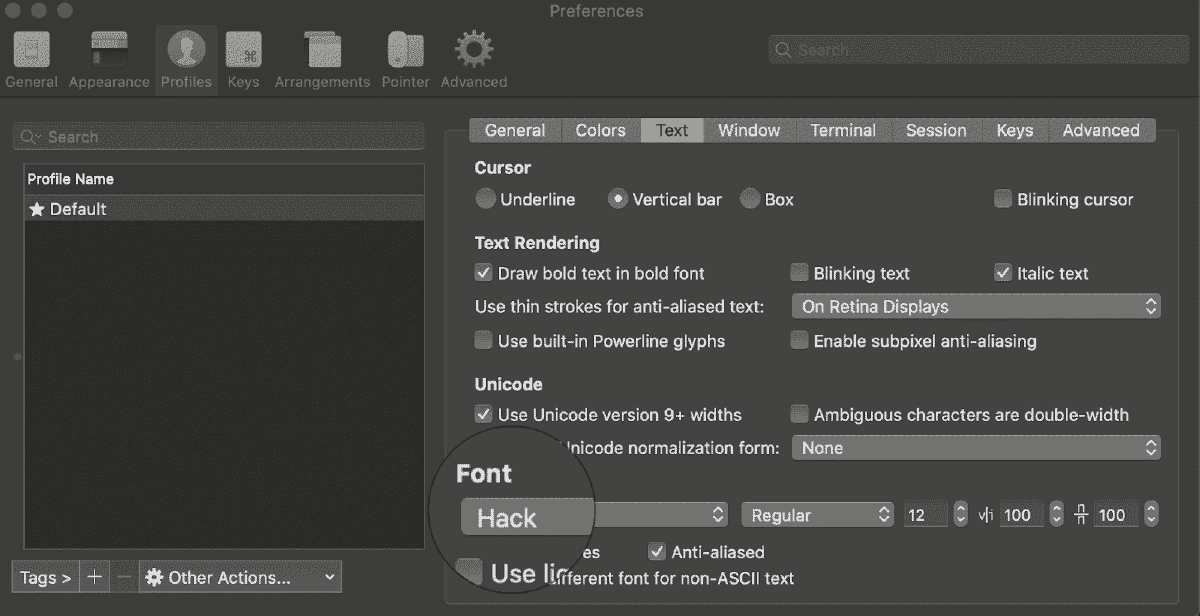 Preferences
General Appearance Profiles Keys Arrangements Pointer Advanced
Search
Search
Profile Name
Default
Tags >
Other Actions...
General Colors Text Window Terminal Session Keys Advanced
Cursor
Underline Vertical bar Box Blinking cursor
Text Rendering
Draw bold text in bold font Blinking text Italic text
Use thin strokes for anti-aliased text: On Retina Displays
Use built-in Powerline glyphs Enable subpixel anti-aliasing
Unicode
Use Unicode version 9+ widths Ambiguous characters are double-width
nicode normalization form: None
Font
Hack Regular 12 100 100
Use li es Anti-aliased
ifferent font for non-ASCII text